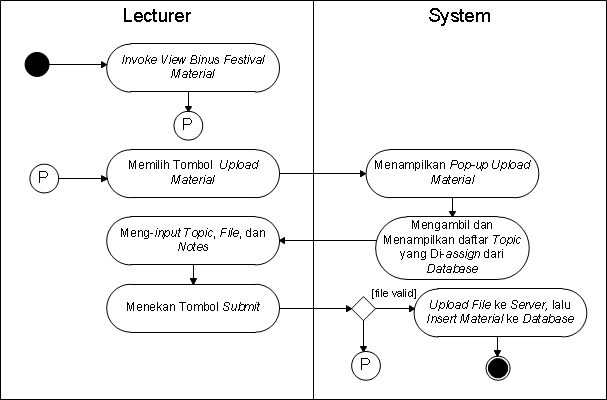 Lecturer
System
Invoke View Binus Festival
Material
P
P
Memilih Tombol Upload
Material
Menampilkan Pop-up Upload
Material
Meng-input Topic, File, dan
Notes
Mengambil dan
Menampilkan daftar Topic
yang Di-assign dari
Database
Menekan Tombol Submit
[file valid]
Upload File ke Server, lalu
Insert Material ke Database
P